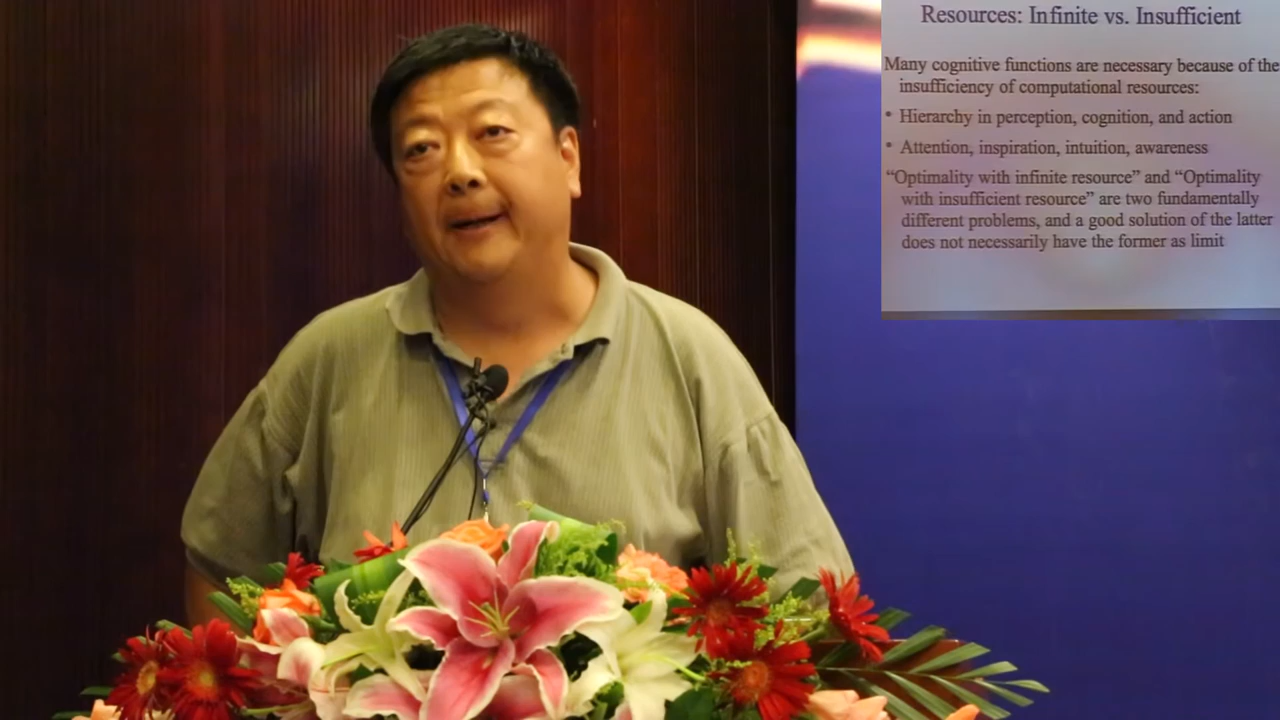 Resources: Infinite vs. Insufficient
Many cognitive functions are necessary because of the
insufficiency of computational resources:
• Hierarchy in perception, cognition, and action
• Attention, inspiration, intuition, awareness
“Optimality with infinite resource” and “Optimality
with insufficient resource” are two fundamentally
different problems, and a good solution of the latter
does not necessarily have the former as limit